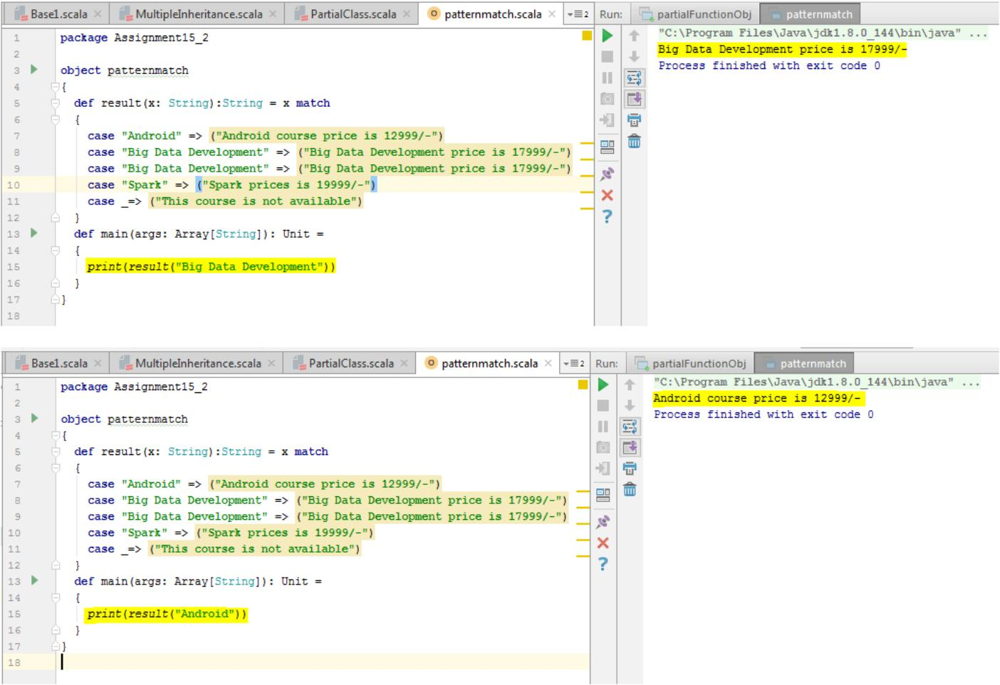 Base1.scala MultipleInheritance.scala PartialClass.scala patternmatch.scala 2 Run: partialFunctionObj patternmatch
1 package Assignment15_2 "C:\Program Files\Java\jdk1.8.0_144\bin\java" ...
2 Big Data Development price is 17999/-
3 object patternmatch Process finished with exit code 0
4 {
5 def result(x: String):String = x match
6 {
7 case "Android" => ("Android course price is 12999/-")
8 case "Big Data Development" => ("Big Data Development price is 17999/-")
9 case "Big Data Development" => ("Big Data Development price is 17999/-")
10 case "Spark" => ("Spark prices is 19999/-")
11 case _=> ("This course is not available")
12 }
13 def main(args: Array[String]): Unit =
14 {
15 print(result("Big Data Development"))
16 }
17 }
18
Base1.scala MultipleInheritance.scala PartialClass.scala patternmatch.scala 2 Run: partialFunctionObj patternmatch
1 package Assignment15_2 "C:\Program Files\Java\jdk1.8.0_144\bin\java" ...
2 Android course price is 12999/-
3 object patternmatch Process finished with exit code 0
4 {
5 def result(x: String):String = x match
6 {
7 case "Android" => ("Android course price is 12999/-")
8 case "Big Data Development" => ("Big Data Development price is 17999/-")
9 case "Big Data Development" => ("Big Data Development price is 17999/-")
10 case "Spark" => ("Spark prices is 19999/-")
11 case _=> ("This course is not available")
12 }
13 def main(args: Array[String]): Unit =
14 {
15 print(result("Android"))
16 }
17 }
18